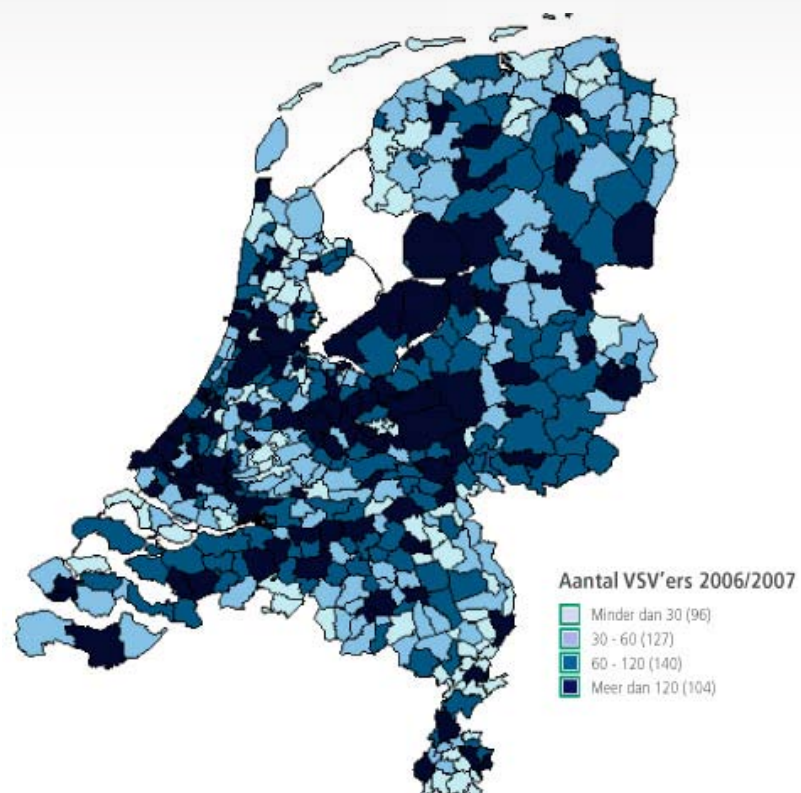 Aantal VSV'ers 2006/2007
Minder dan 30 (96)
30 - 60 (127)
60 - 120 (140)
Meer dan 120 (104)